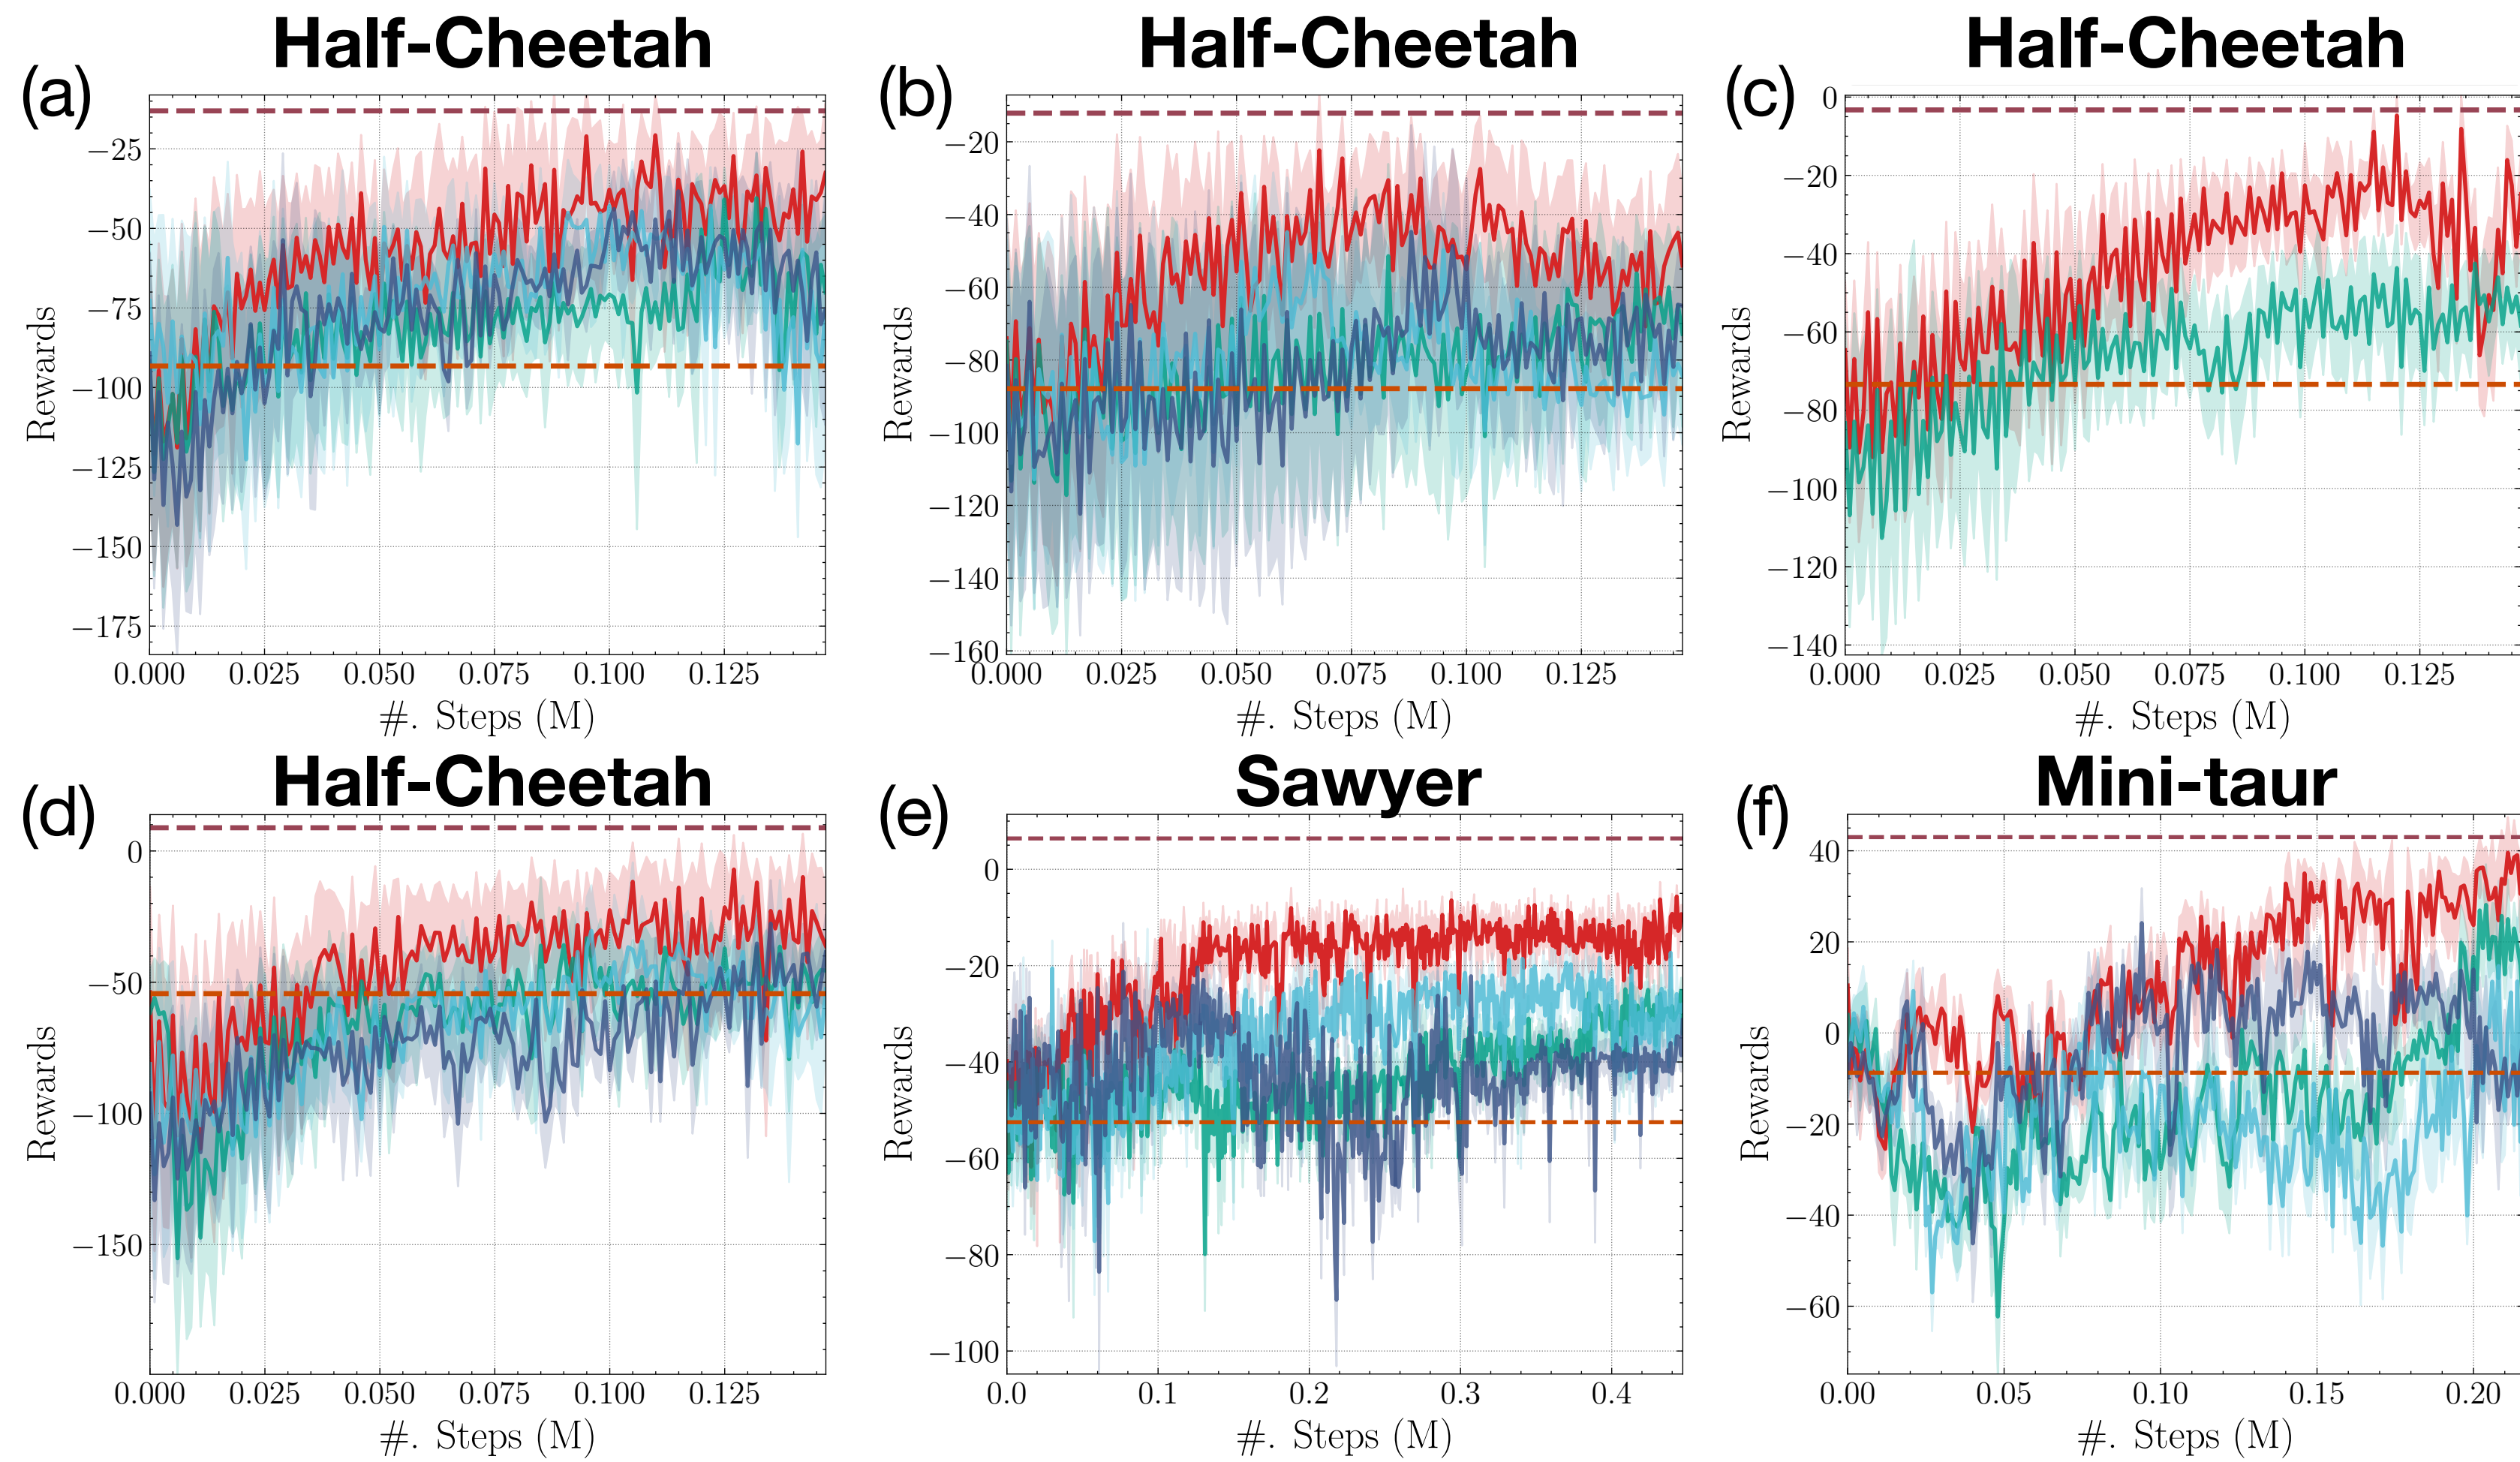 Half-Cheetah
Half-Cheetah
Half-Cheetah
(a)
−25
−50
−75
−100
−125
−150
−175
Rewards
0.000 0.025 0.050 0.075 0.100 0.125
#. Steps (M)
(b)
−20
−40
−60
−80
−100
−120
−140
−160
Rewards
0.000 0.025 0.050 0.075 0.100 0.125
#. Steps (M)
(c)
0
−20
−40
−60
−80
−100
−120
−140
Rewards
0.000 0.025 0.050 0.075 0.100 0.125
#. Steps (M)
Half-Cheetah
Sawyer
Mini-taur
(d)
0
−50
−100
−150
Rewards
0.000 0.025 0.050 0.075 0.100 0.125
#. Steps (M)
(e)
0
−20
−40
−60
−80
−100
Rewards
0.0 0.1 0.2 0.3 0.4
#. Steps (M)
(f)
40
20
0
−20
−40
−60
Rewards
0.00 0.05 0.10 0.15 0.20
#. Steps (M)